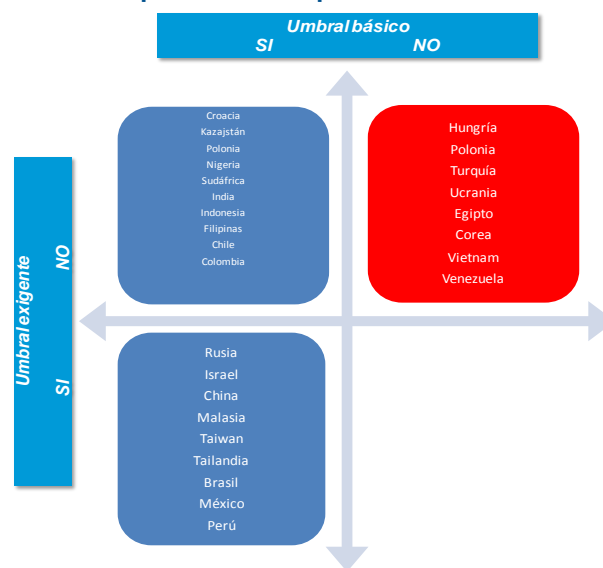 Umbral básico
SI NO
Croacia
Kazajstán
Polonia
Nigeria
Sudáfrica
India
Indonesia
Filipinas
Chile
Colombia
Hungría
Polonia
Turquía
Ucrania
Egipto
Corea
Vietnam
Venezuela
Umbral exigente
SI NO
Rusia
Israel
China
Malasia
Taiwan
Tailandia
Brasil
México
Perú